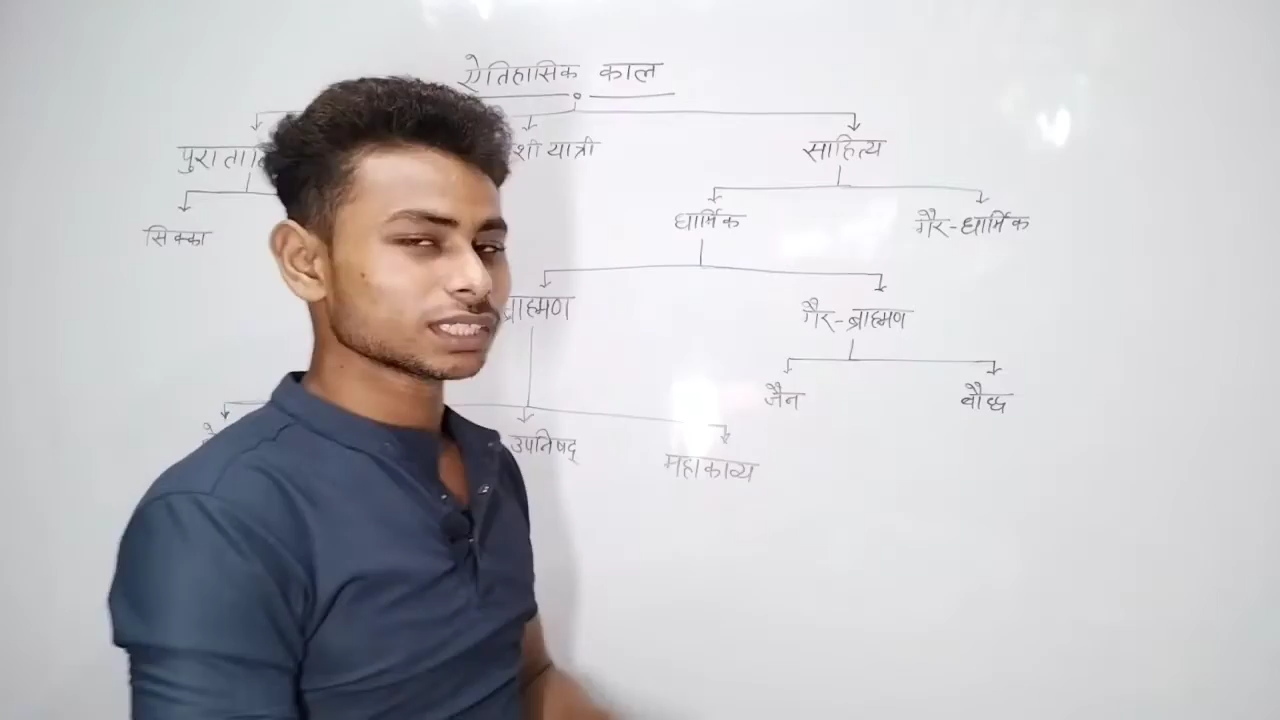 ऐतिहासिक काल
साहित्य
धार्मिक गैर-धार्मिक
सिक्का
ब्राह्मण गैर-ब्राह्मण
जैन बौद्ध
उपनिषद्
महाकाव्य